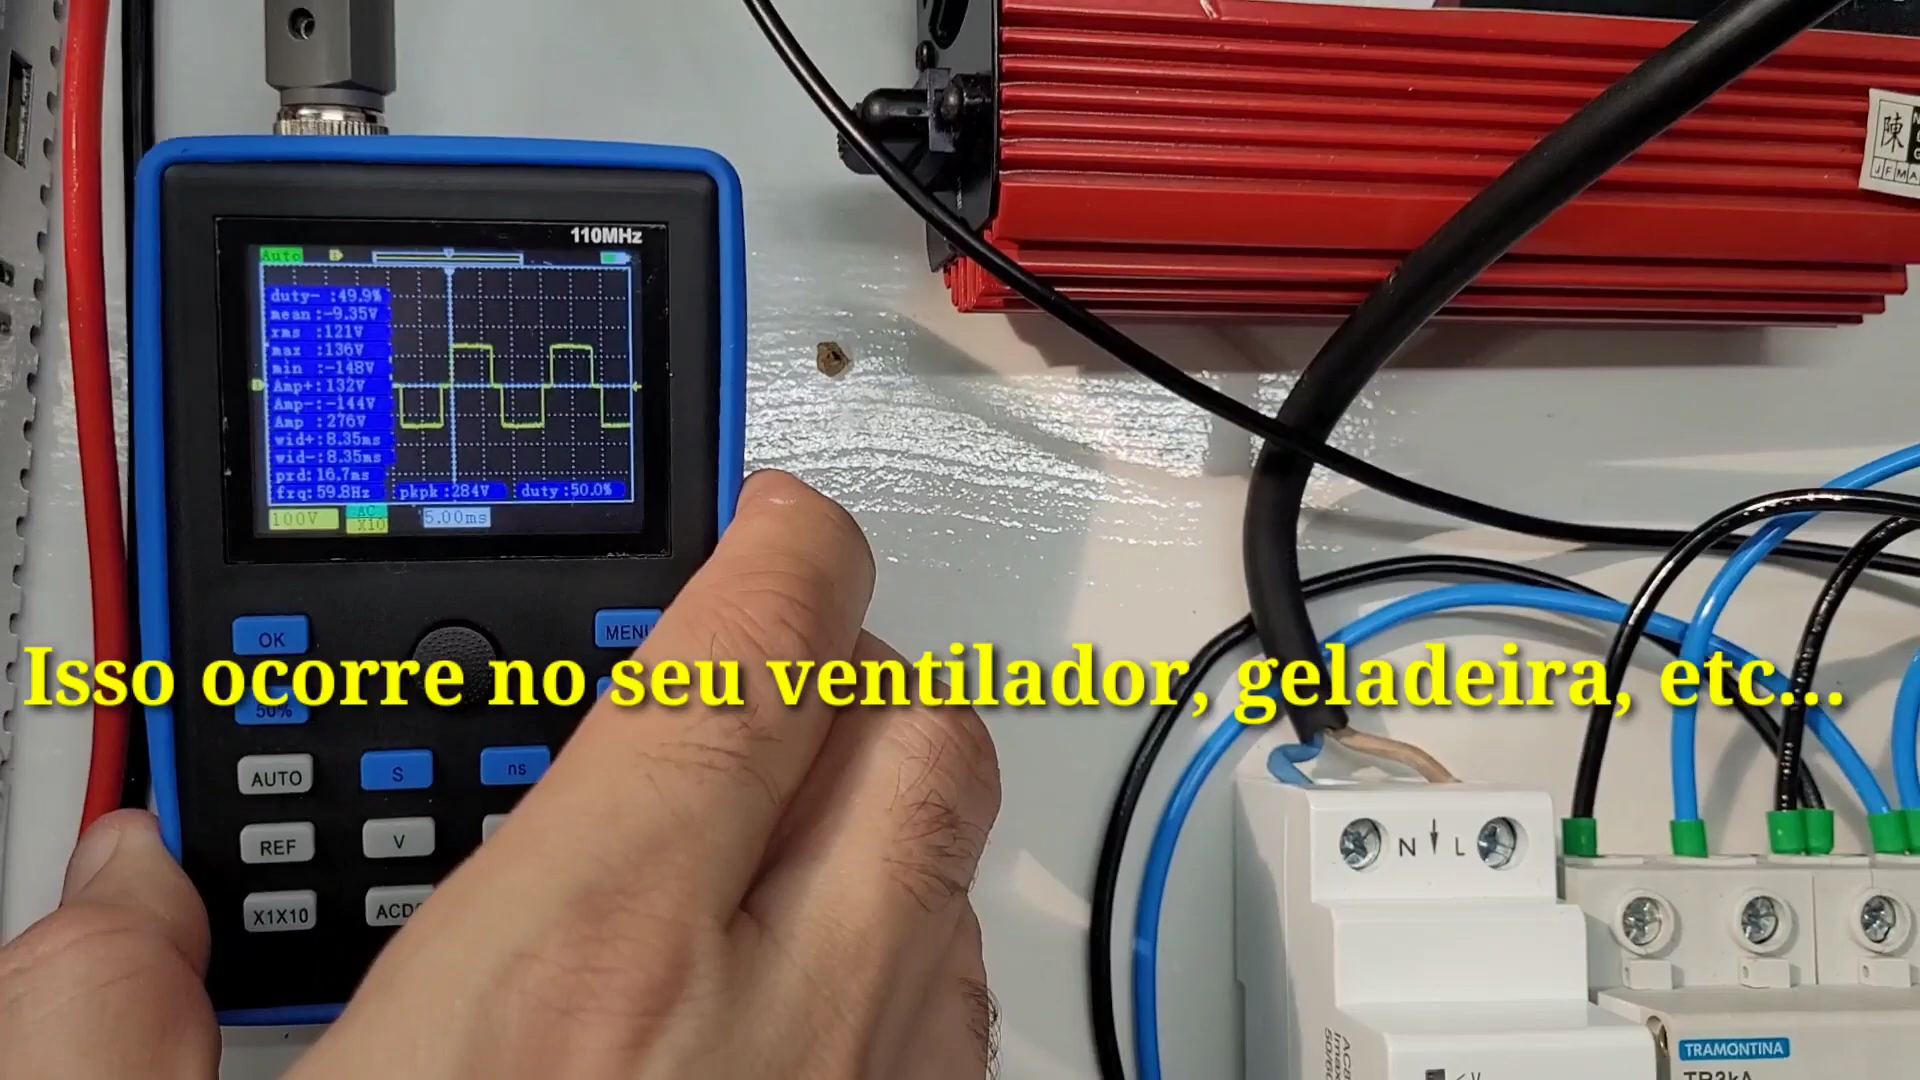 110MHz
Auto
duty- :49.9%
mean:-9.35V
rms :121V
max :136V
min :-148V
Amp+:132V
Amp-:-144V
Amp :276V
wid+:8.35ms
wid-:8.35ms
prd:16.7ms
frq:59.8Hz
pkpk:284V
duty:50.0%
100V
AC
X10
5.00ms
OK
MENU
Isso ocorre no seu ventilador, geladeira, etc...
50%
AUTO
S
ns
REF
V
X1X10
ACD
N L
陳
J F M A
TRAMONTINA
TR3kA